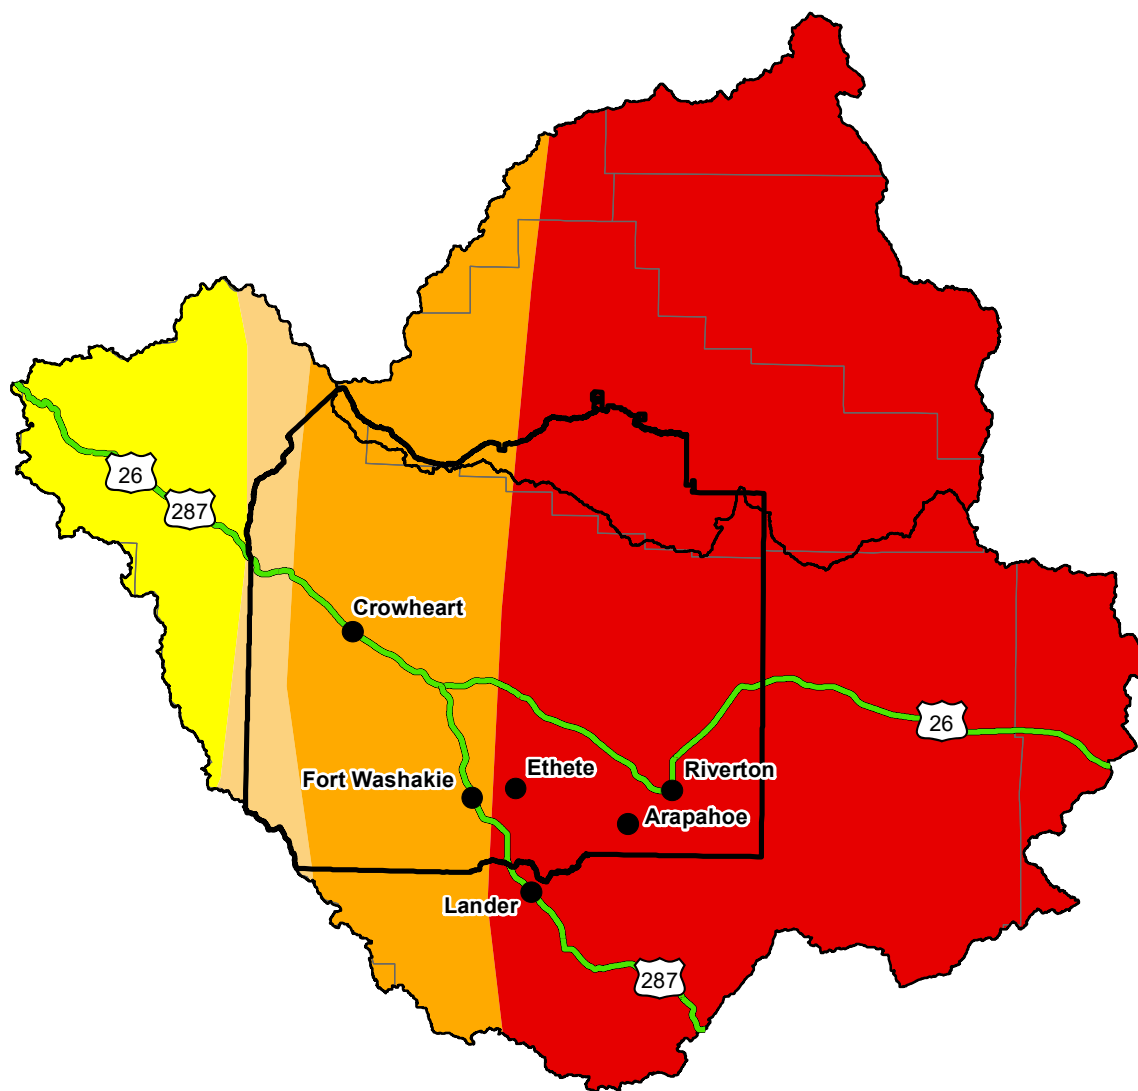 26
287
Crowheart
26
Ethete
Riverton
Fort Washakie
Arapahoe
Lander
287